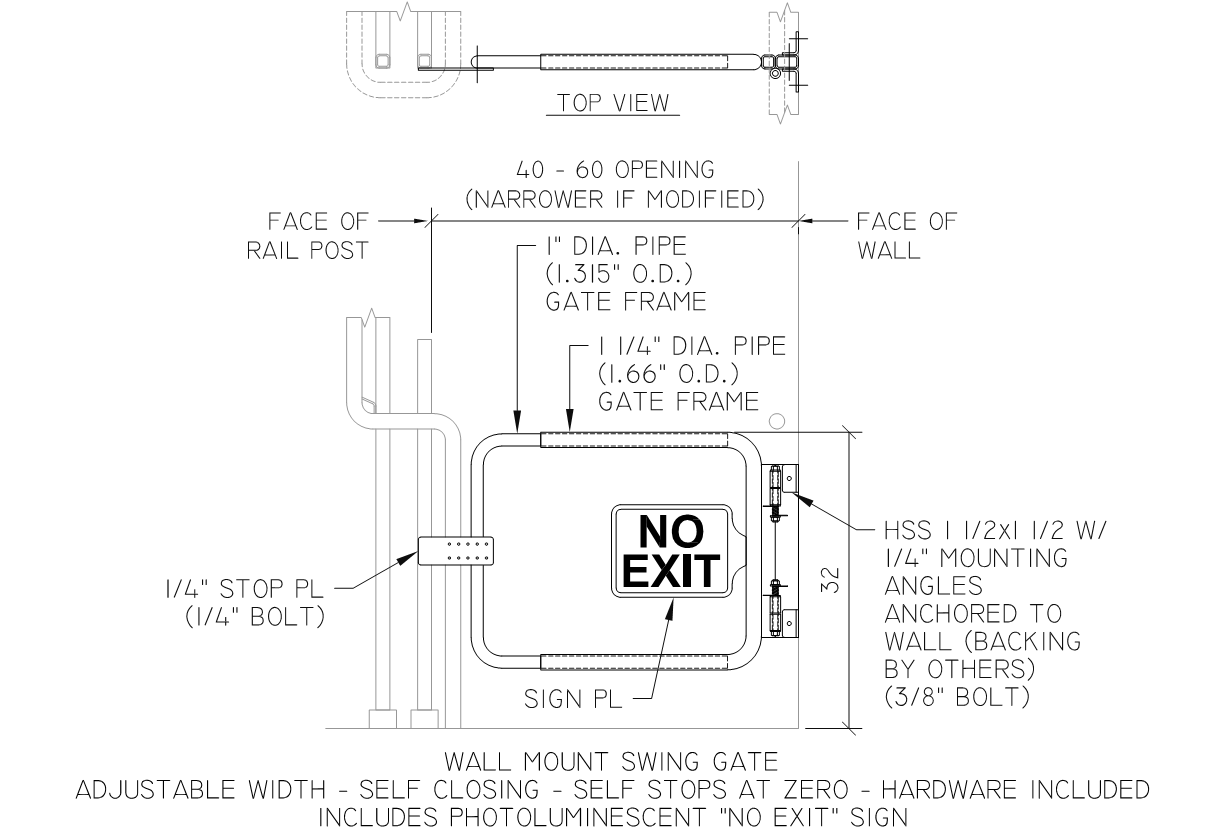 TOP VIEW
40 - 60 OPENING
(NARROWER IF MODIFIED)
FACE OF
RAIL POST
FACE OF
WALL
1" DIA. PIPE
(1.315" O.D.)
GATE FRAME
1 1/4" DIA. PIPE
(1.66" O.D.)
GATE FRAME
NO
EXIT
HSS 1 1/2x1 1/2 W/
1/4" MOUNTING
ANGLES
ANCHORED TO
WALL (BACKING
BY OTHERS)
(3/8" BOLT)
32
1/4" STOP PL
(1/4" BOLT)
SIGN PL
WALL MOUNT SWING GATE
ADJUSTABLE WIDTH - SELF CLOSING - SELF STOPS AT ZERO - HARDWARE INCLUDED
INCLUDES PHOTOLUMINESCENT "NO EXIT" SIGN